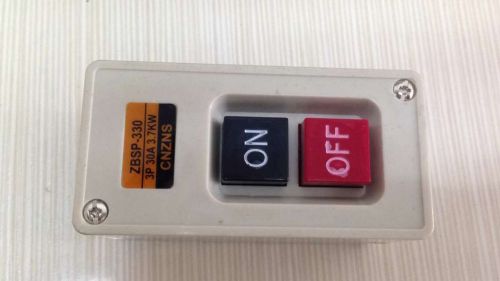 ZBSP-330
3P 30A 3.7KW
CNZNS
ON
OFF